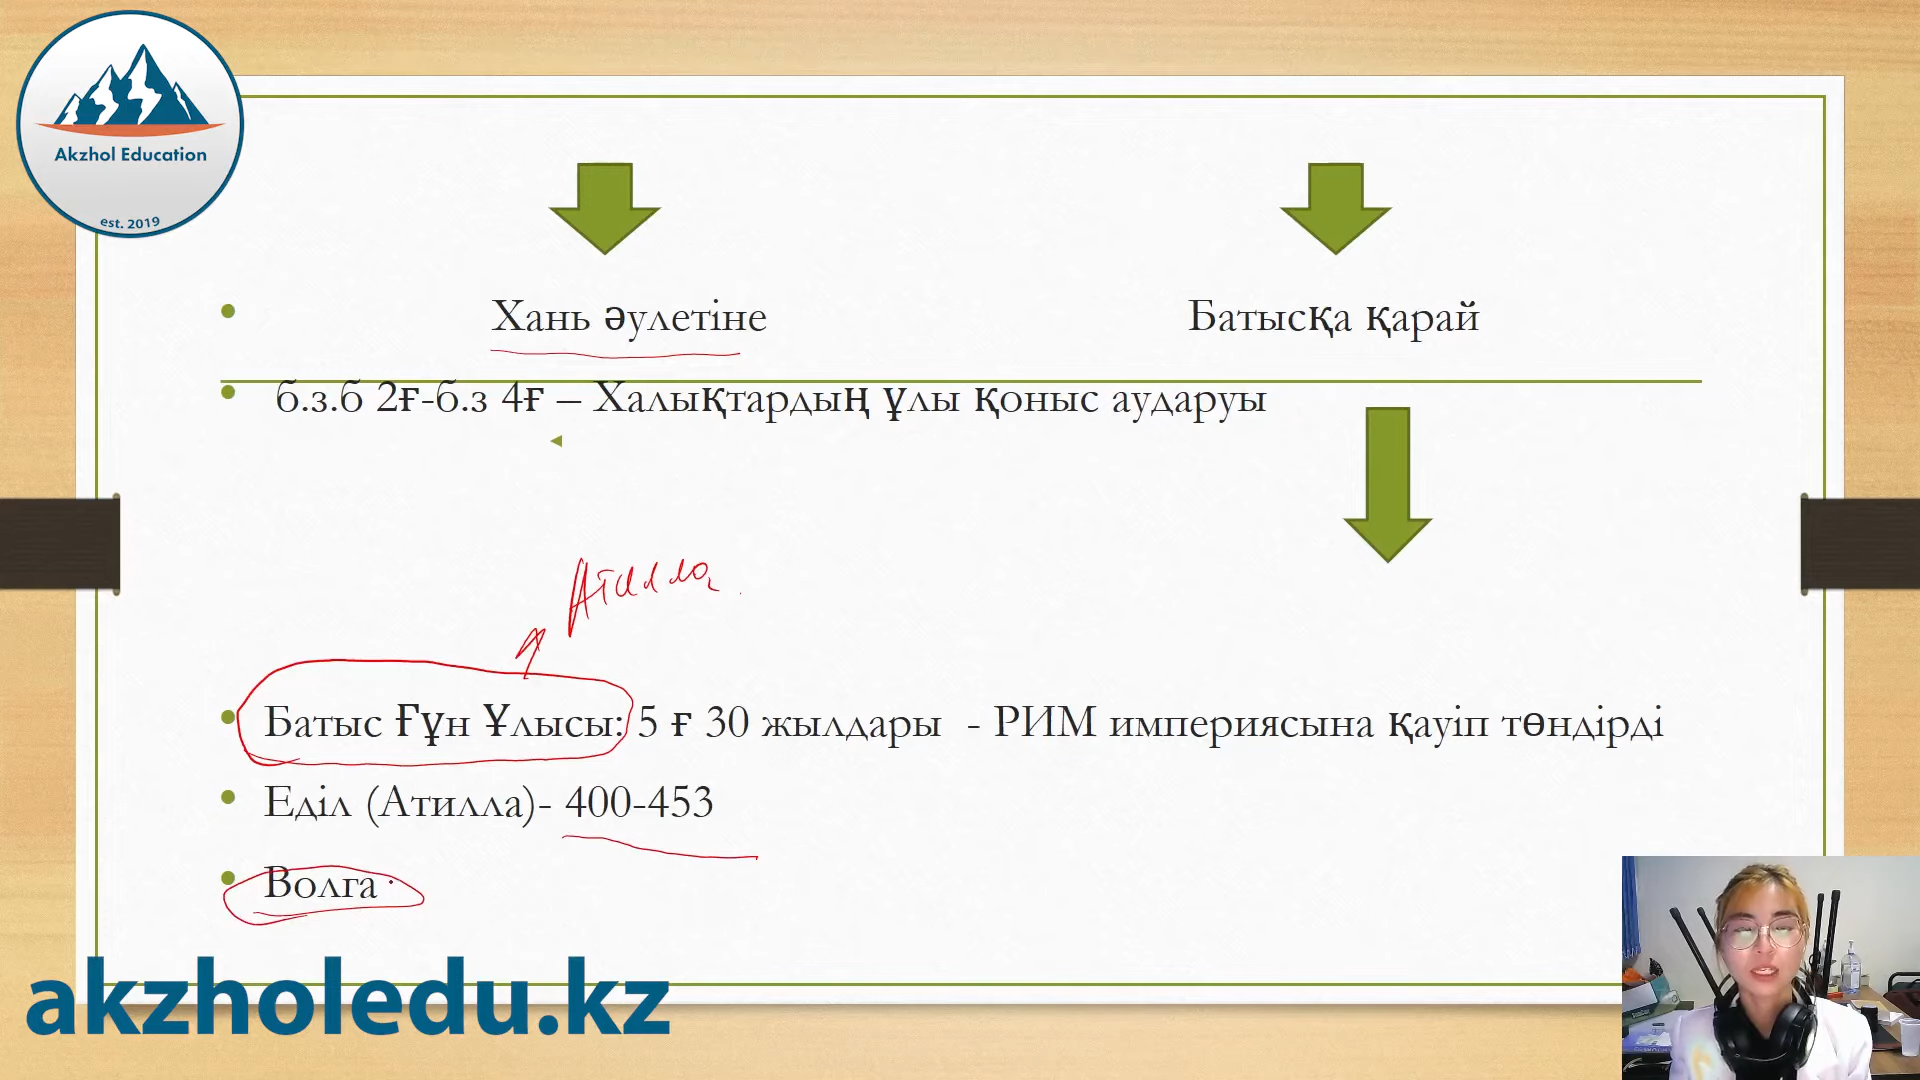 Akzhol Education
est. 2019
Хань әулетіне Батысқа қарай
б.з.б 2ғ-б.з 4ғ – Халықтардың ұлы қоныс аударуы
Атилла
Батыс Ғұн Ұлысы: 5 ғ 30 жылдары - РИМ империясына қауіп төндірді
Еділ (Атилла)- 400-453
Волга
akzholedu.kz